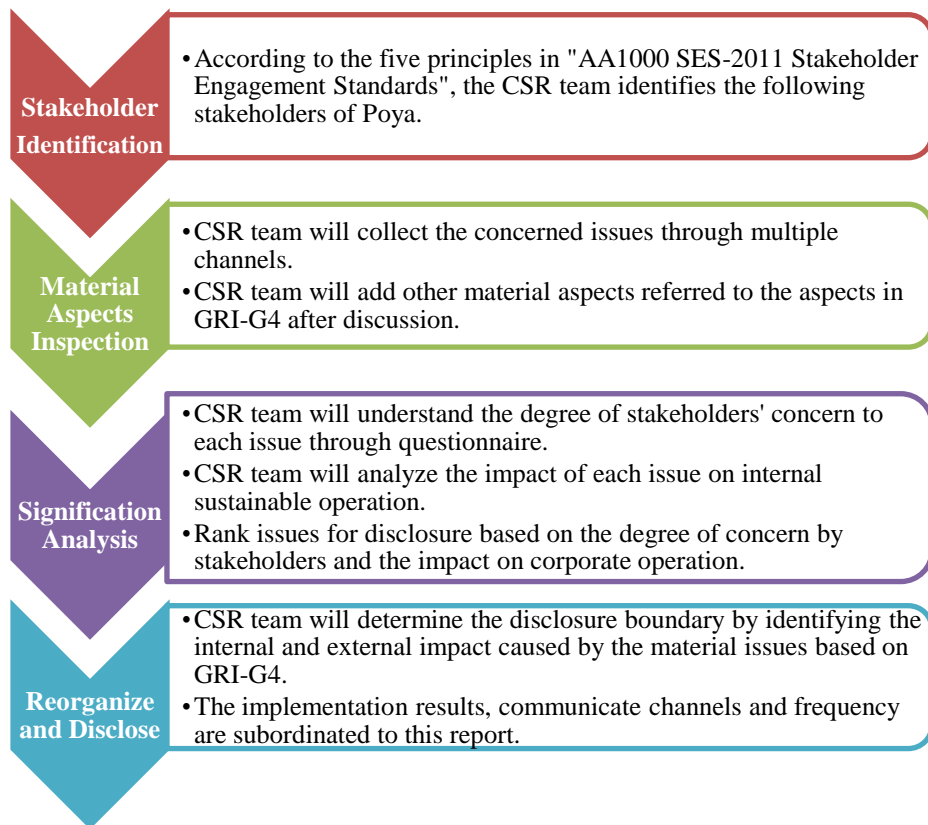 Stakeholder
Identification
•According to the five principles in "AA1000 SES-2011 Stakeholder
Engagement Standards", the CSR team identifies the following
stakeholders of Poya.
Material
Aspects
Inspection
•CSR team will collect the concerned issues through multiple
channels.
•CSR team will add other material aspects referred to the aspects in
GRI-G4 after discussion.
Signification
Analysis
•CSR team will understand the degree of stakeholders' concern to
each issue through questionnaire.
•CSR team will analyze the impact of each issue on internal
sustainable operation.
•Rank issues for disclosure based on the degree of concern by
stakeholders and the impact on corporate operation.
Reorganize
and Disclose
•CSR team will determine the disclosure boundary by identifying the
internal and external impact caused by the material issues based on
GRI-G4.
•The implementation results, communicate channels and frequency
are subordinated to this report.